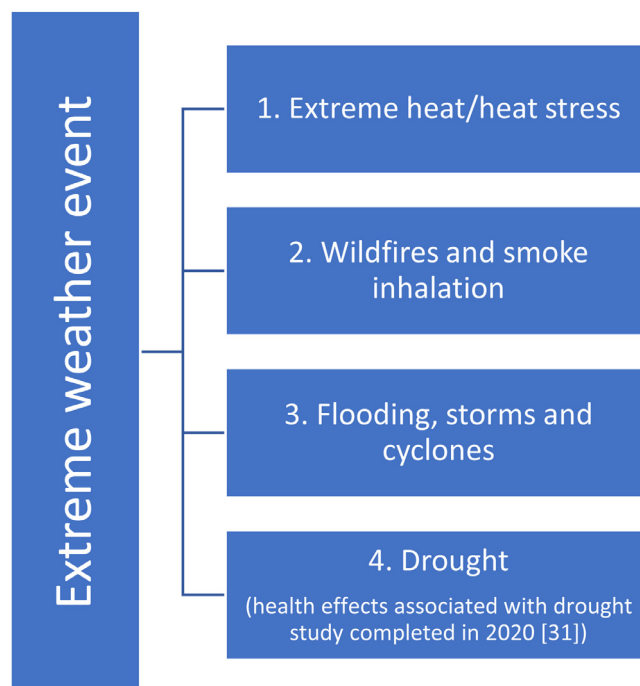 Extreme weather event
1. Extreme heat/heat stress
2. Wildfires and smoke
inhalation
3. Flooding, storms and
cyclones
4. Drought
(health effects associated with drought
study completed in 2020 [31])